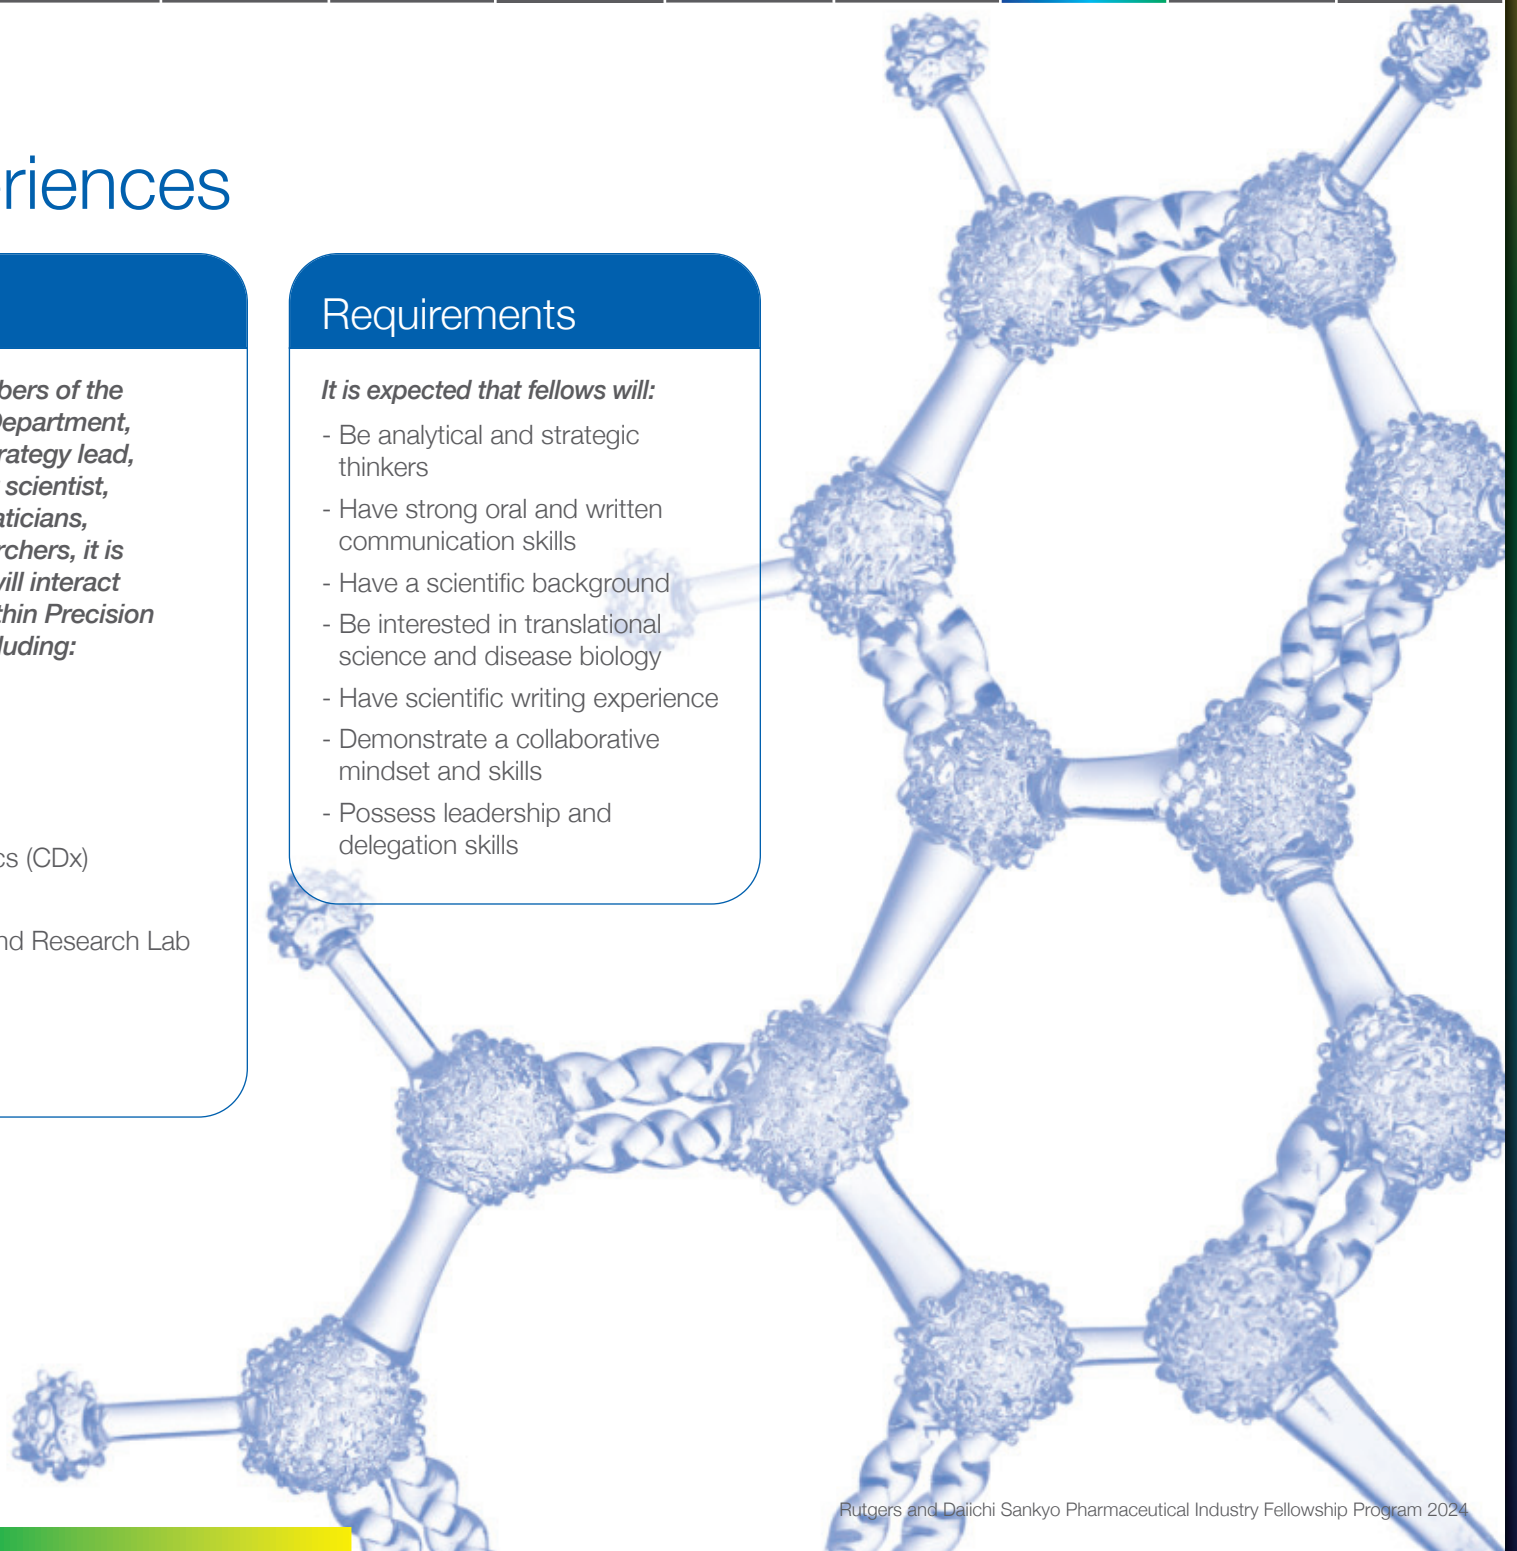 riences
bers of the
Department,
rategy lead,
scientist,
aticians,
rchers, it is
will interact
thin Precision
luding:
cs (CDx)
nd Research Lab
Requirements
It is expected that fellows will:
- Be analytical and strategic
thinkers
- Have strong oral and written
communication skills
- Have a scientific background
- Be interested in translational
science and disease biology
- Have scientific writing experience
- Demonstrate a collaborative
mindset and skills
- Possess leadership and
delegation skills
Rutgers and Daiichi Sankyo Pharmaceutical Industry Fellowship Program 2024